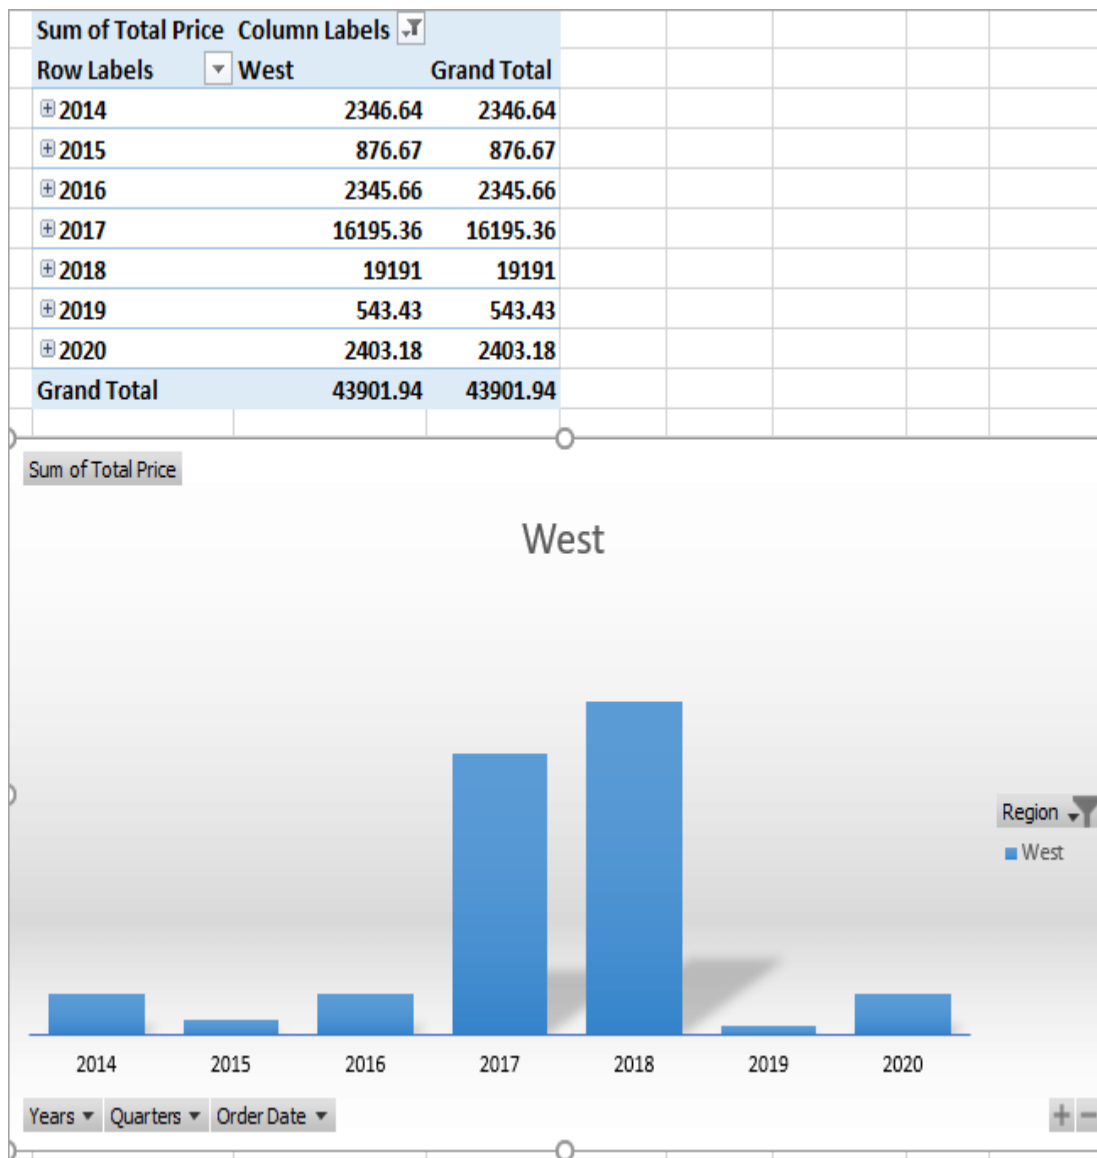 Sum of Total Price Column Labels
Row Labels West Grand Total
2014 2346.64 2346.64
2015 876.67 876.67
2016 2345.66 2345.66
2017 16195.36 16195.36
2018 19191 19191
2019 543.43 543.43
2020 2403.18 2403.18
Grand Total 43901.94 43901.94
Sum of Total Price
West
Region
West
2014 2015 2016 2017 2018 2019 2020
Years Quarters Order Date